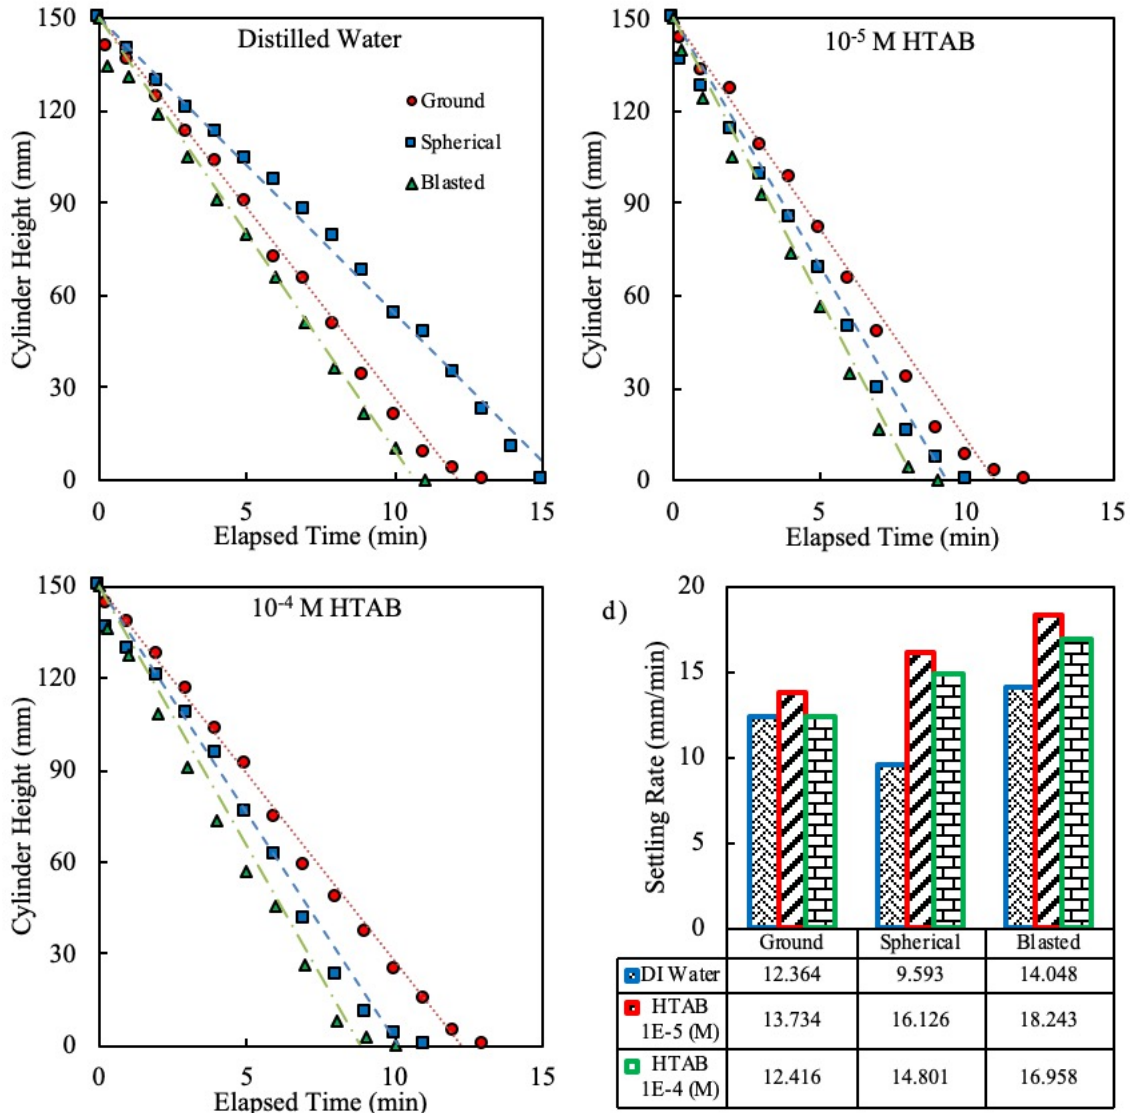 Distilled Water
Cylinder Height (mm)
150
120
90
60
30
0
Ground
Spherical
Blasted
0 5 10 15
Elapsed Time (min)
10-5 M HTAB
Cylinder Height (mm)
150
120
90
60
30
0
0 5 10 15
Elapsed Time (min)
10-4 M HTAB
Cylinder Height (mm)
150
120
90
60
30
0
0 5 10 15
Elapsed Time (min)
d)
Settling Rate (mm/min)
20
15
10
5
0
Ground Spherical Blasted
DI Water 12.364 9.593 14.048
HTAB
1E-5 (M) 13.734 16.126 18.243
HTAB
1E-4 (M) 12.416 14.801 16.958